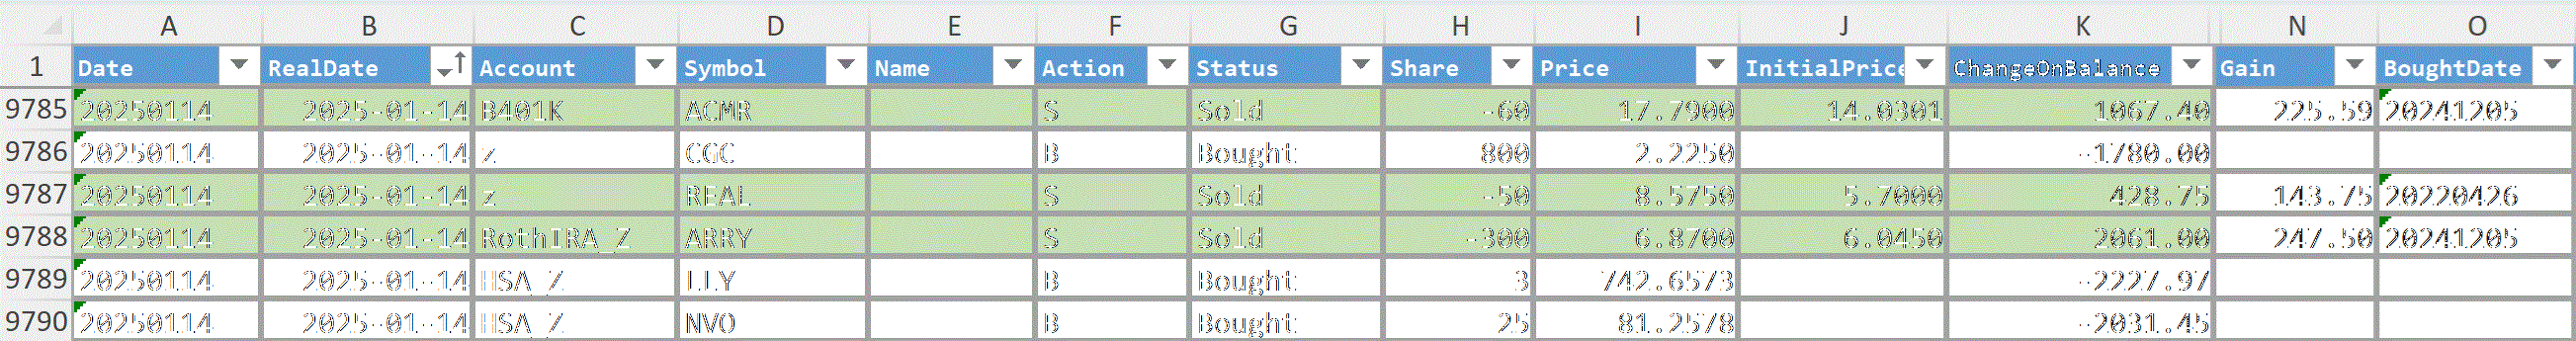 A B C D E F G H I J K N O
1 Date RealDate Account Symbol Name Action Status Share Price InitialPrice ChangeOnBalance Gain BoughtDate
9785 20250114 2025-01-14 B401K ACMR S Sold -60 17.7900 14.0301 1067.40 225.59 20241205
9786 20250114 2025-01-14 z CGC B Bought 800 2.2250 -1780.00
9787 20250114 2025-01-14 z REAL S Sold -50 8.5750 5.7000 428.75 143.75 20220426
9788 20250114 2025-01-14 RothIRA_Z ARRY S Sold -300 6.8700 6.0450 2061.00 247.50 20241205
9789 20250114 2025-01-14 HSA_Z LLY B Bought 3 742.6573 -2227.97
9790 20250114 2025-01-14 HSA_Z NVO B Bought 25 81.2578 -2031.45